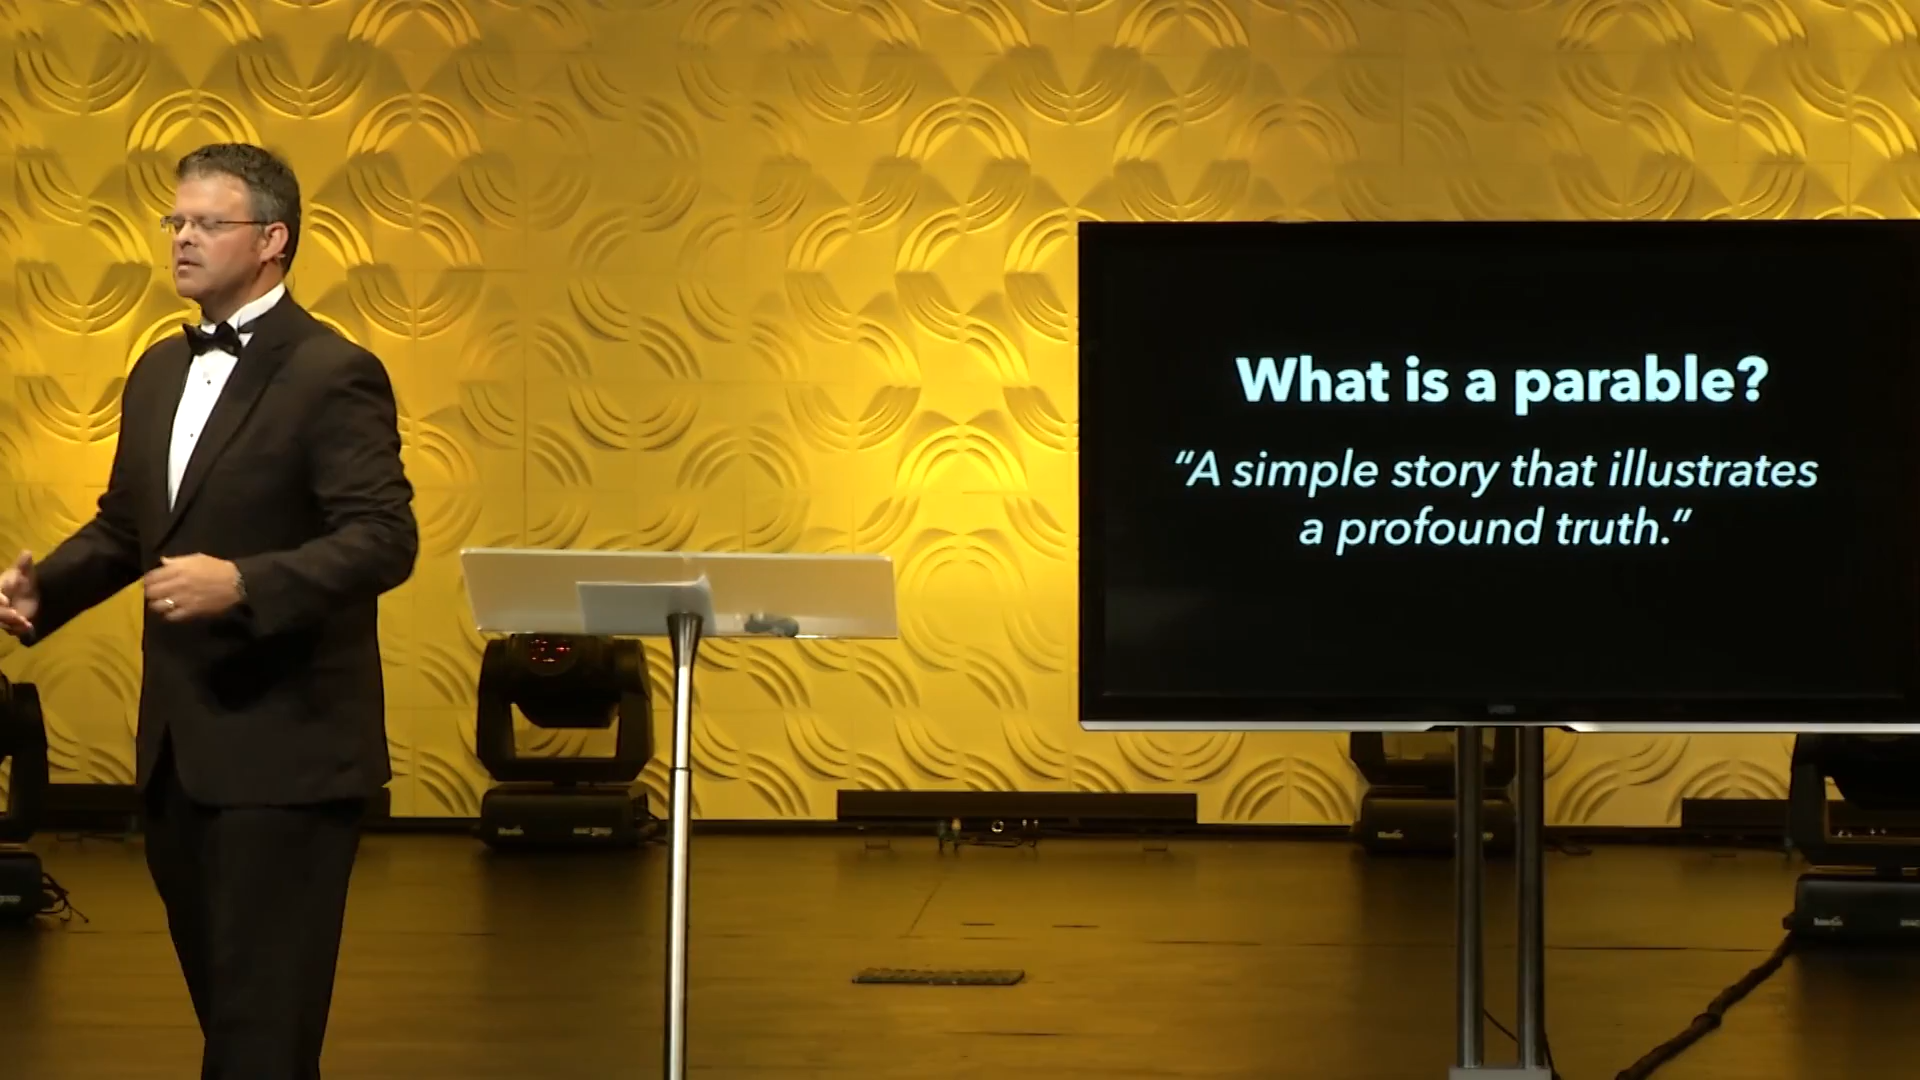 What is a parable?
“A simple story that illustrates
a profound truth.”